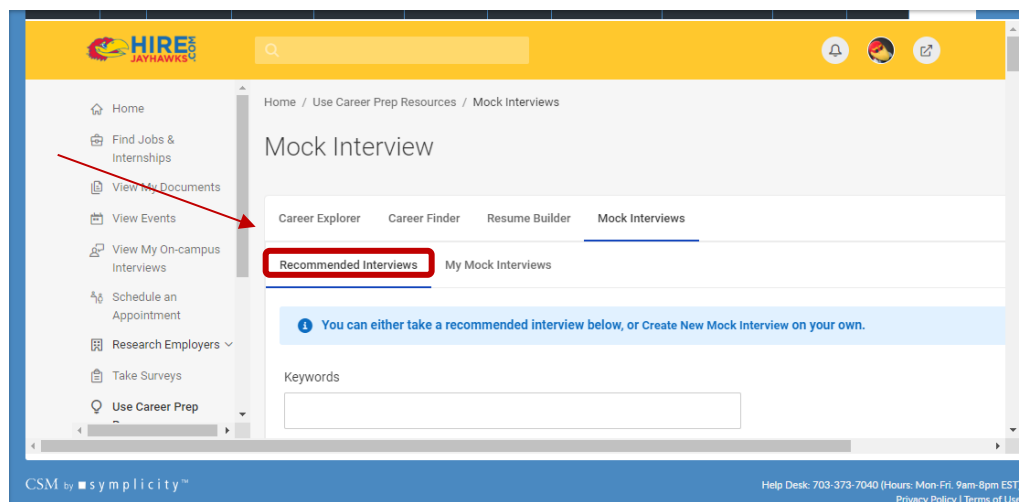 HIRE
JAYHAWKS
.COM
Home
Find Jobs &
Internships
View My Documents
View Events
View My On-campus
Interviews
Schedule an
Appointment
Research Employers
Take Surveys
Use Career Prep
Home / Use Career Prep Resources / Mock Interviews
Mock Interview
Career Explorer Career Finder Resume Builder Mock Interviews
Recommended Interviews My Mock Interviews
You can either take a recommended interview below, or Create New Mock Interview on your own.
Keywords
CSM by symplicity™
Help Desk: 703-373-7040 (Hours: Mon-Fri. 9am-8pm EST)
Privacy Policy | Terms of Use